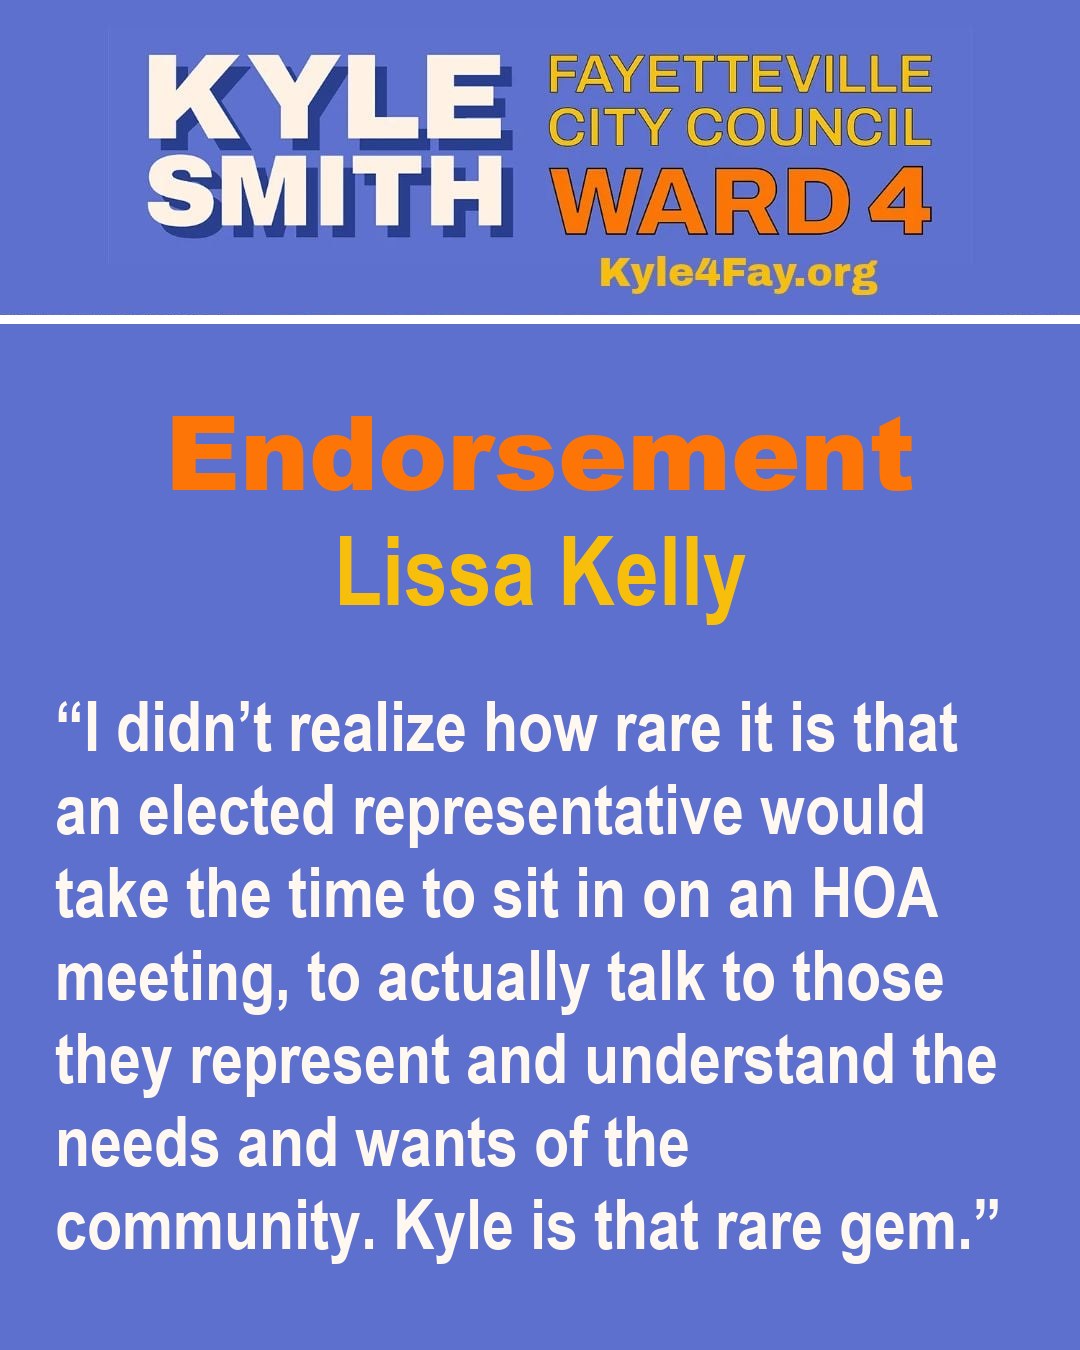 KYLE
SMITH
FAYETTEVILLE
CITY COUNCIL
WARD 4
Kyle4Fay.org
Endorsement
Lissa Kelly
“I didn’t realize how rare it is that
an elected representative would
take the time to sit in on an HOA
meeting, to actually talk to those
they represent and understand the
needs and wants of the
community. Kyle is that rare gem.”